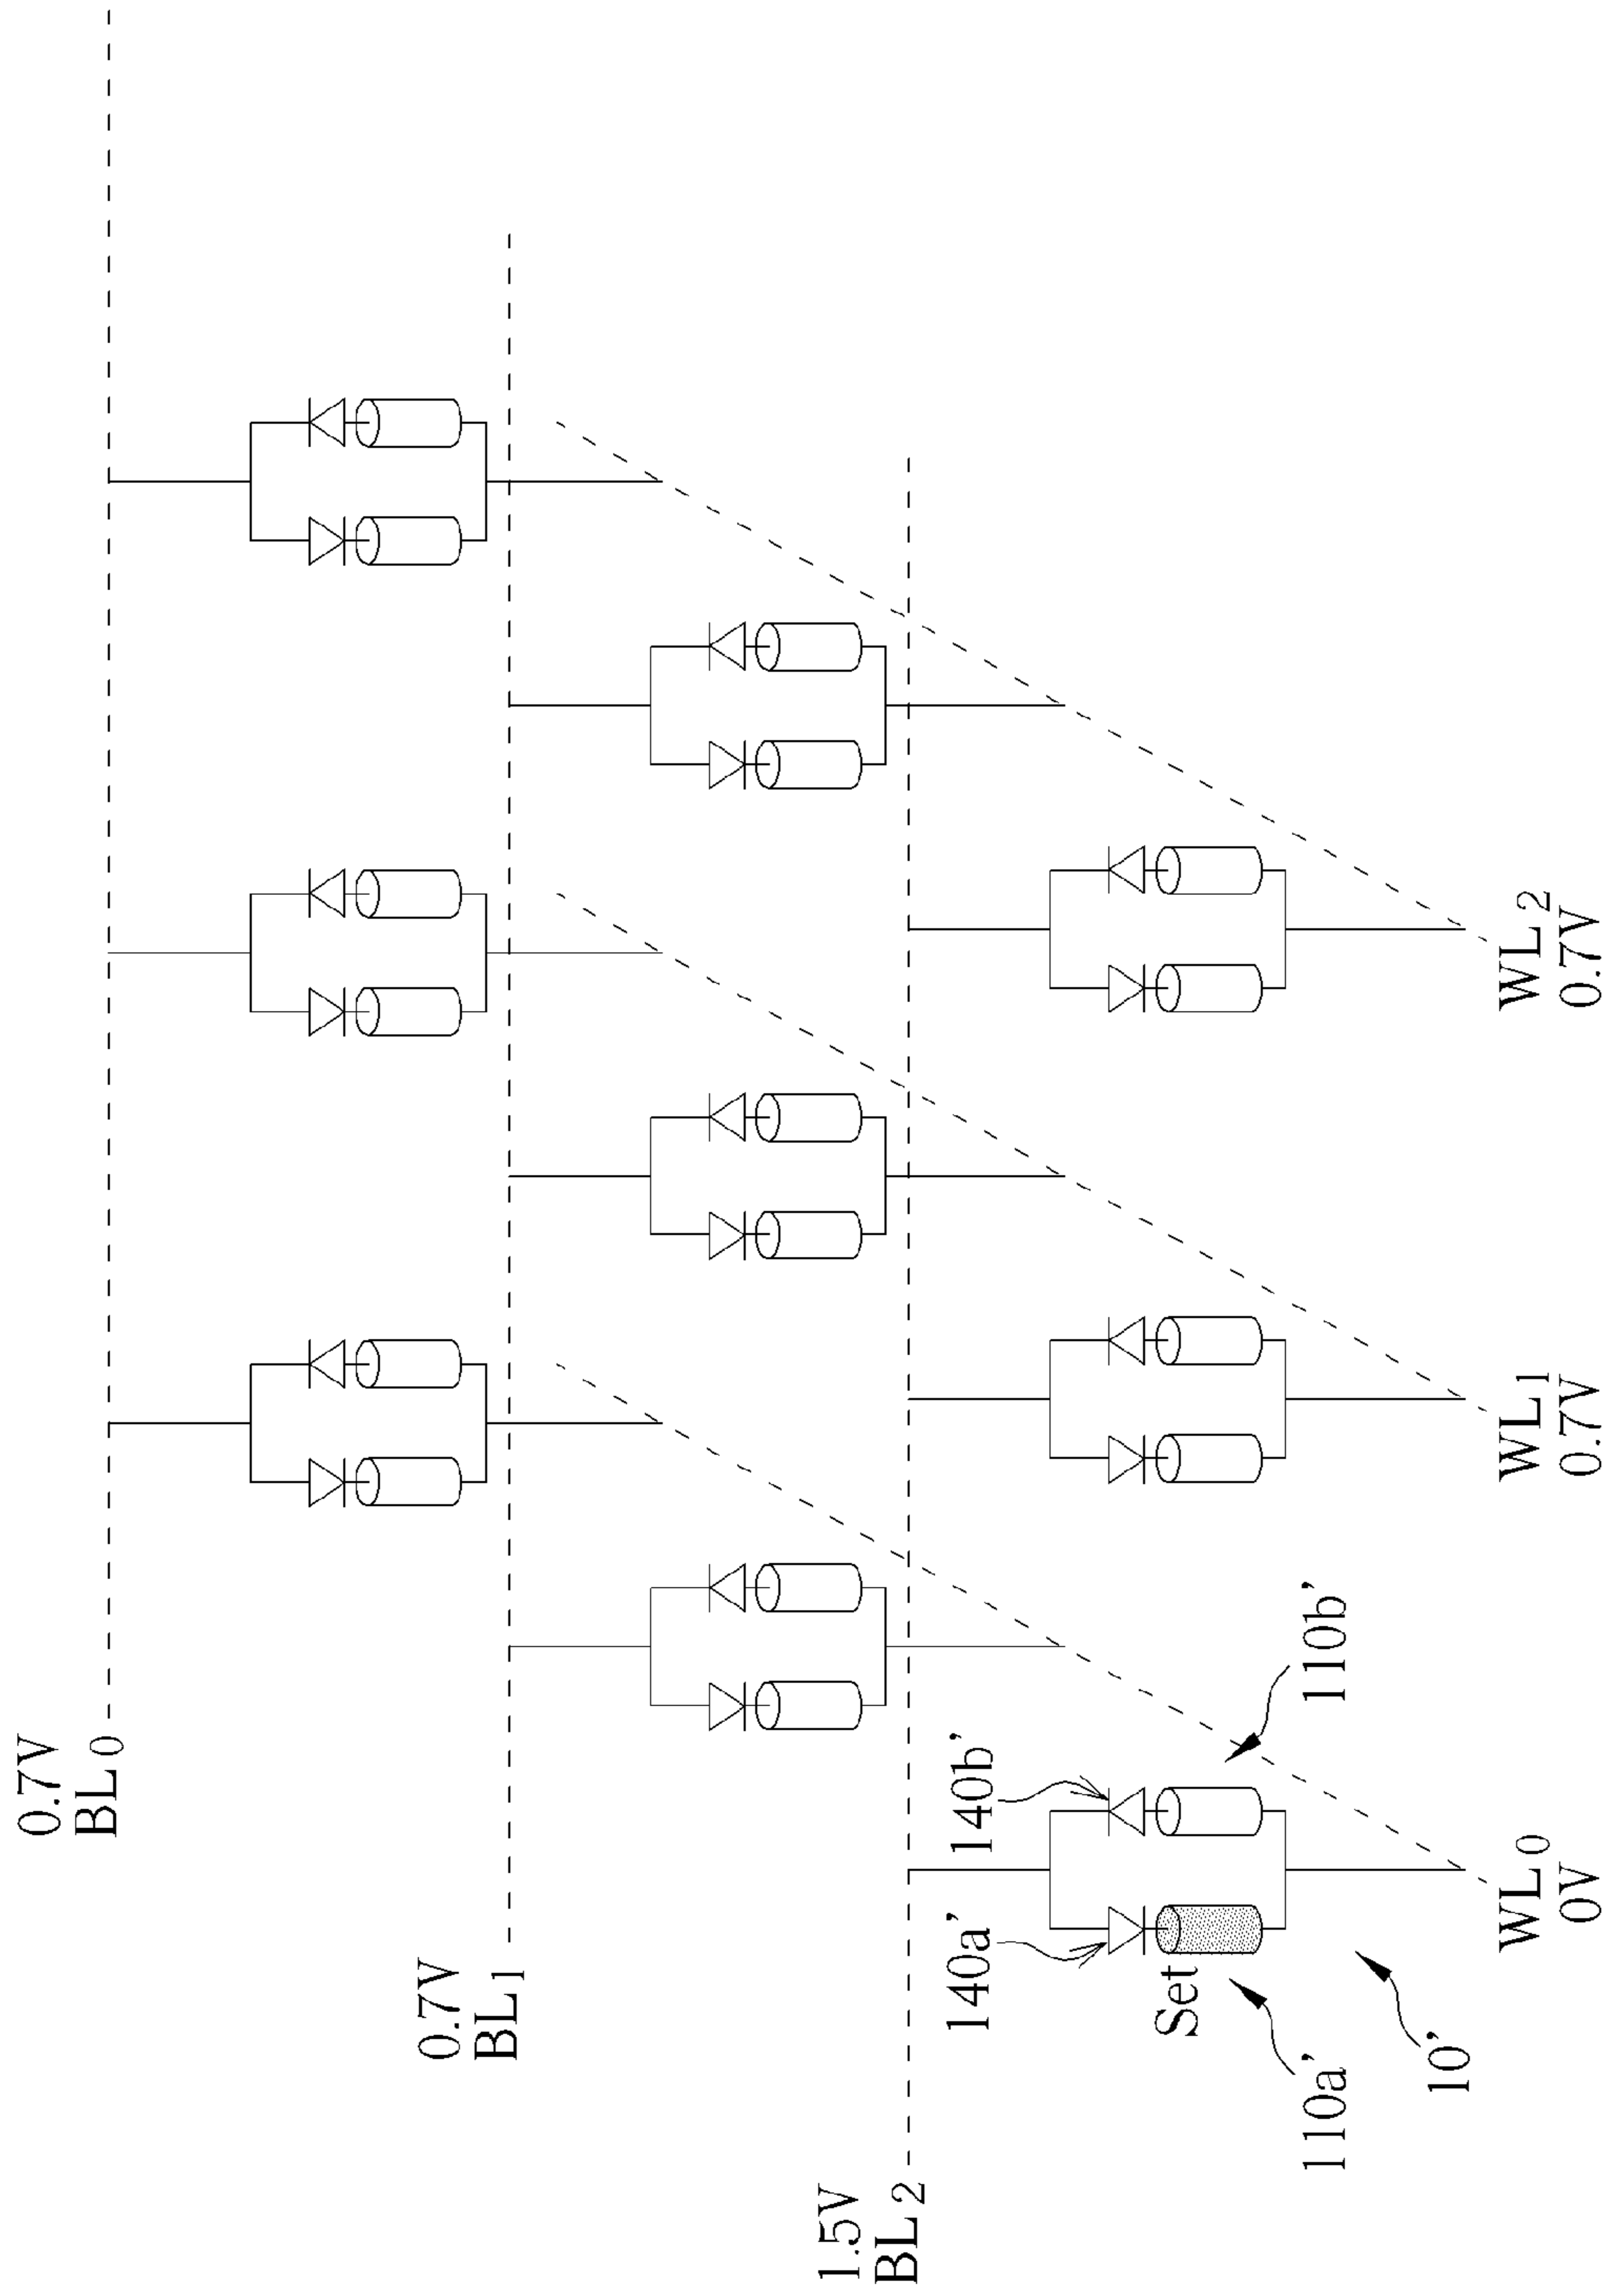 0.7V
BL0
0.7V
BL1
1.5V
BL2
140a’
140b’
Set
110a’
110b’
10’
WL0
0V
WL1
0.7V
WL2
0.7V